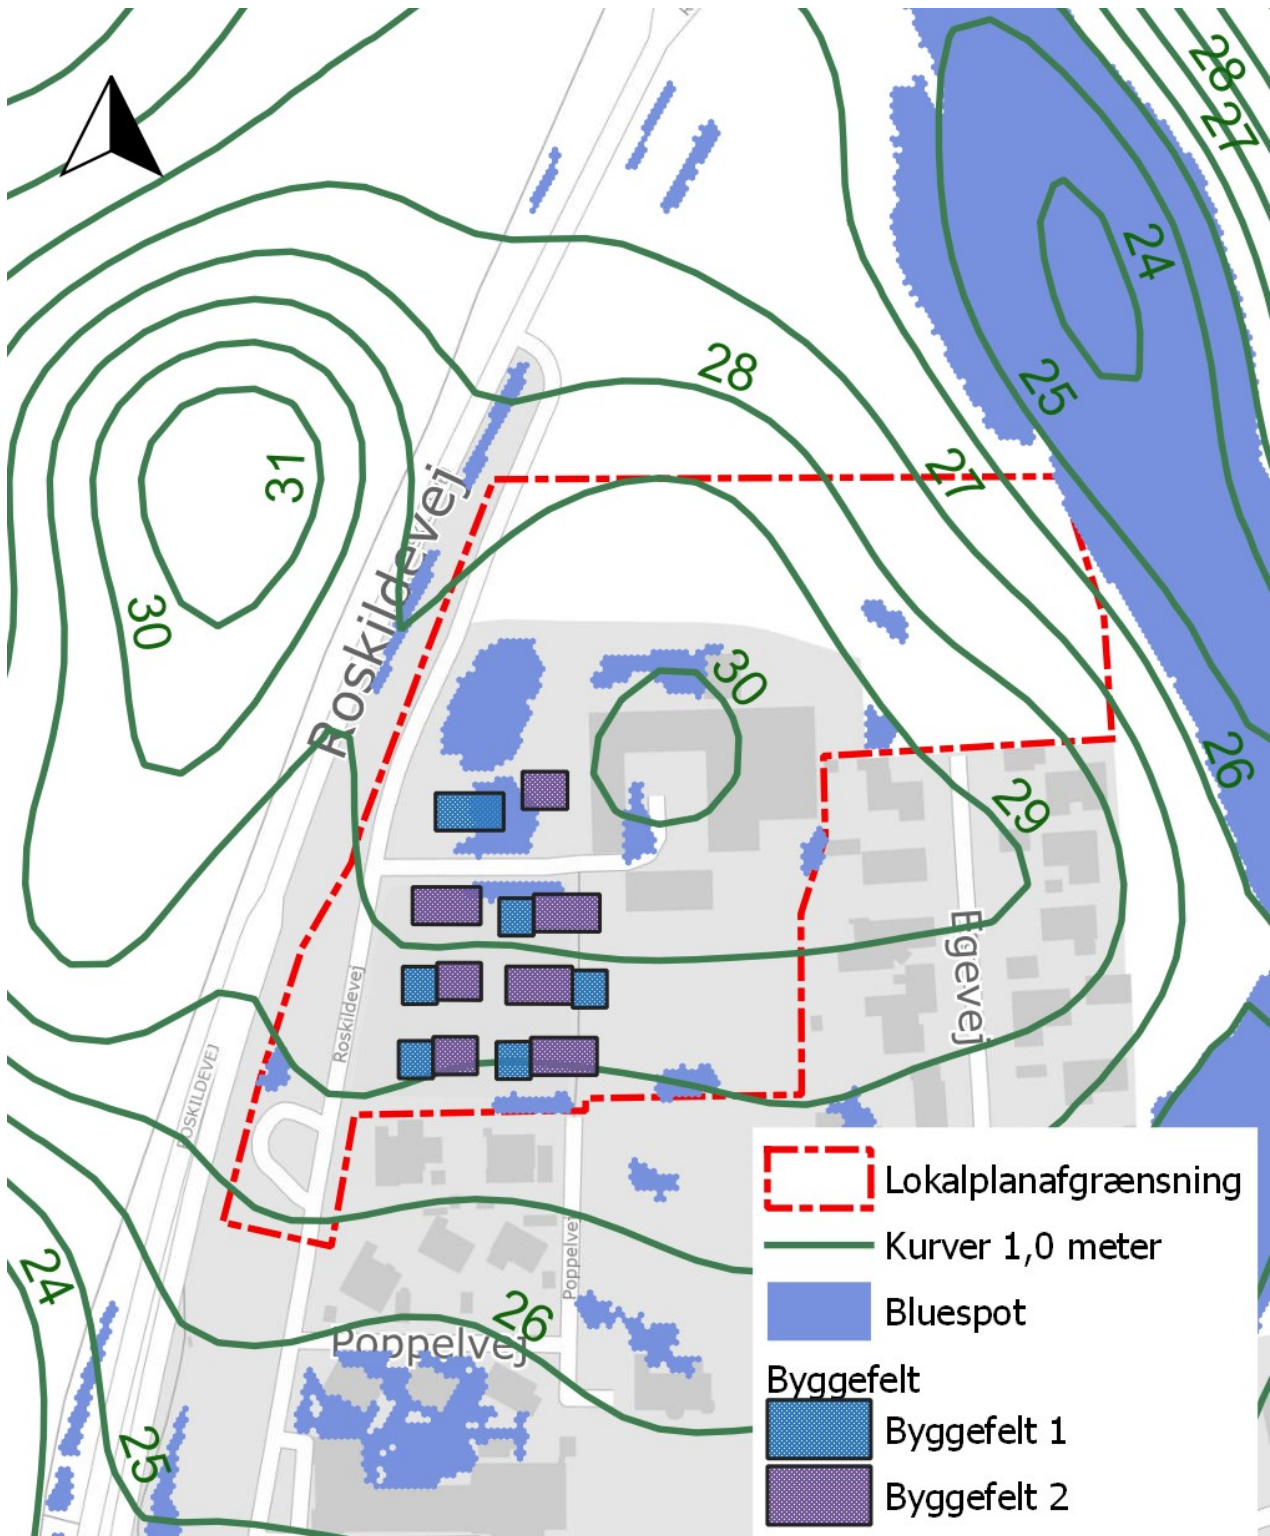 28
27
24
25
28
27
31
Roskildevej
30
30
26
29
Egevej
Roskildevej
ROSKILDEVEJ
Poppelvej
24
26
Poppelvej
25
Lokalplanafgrænsning
Kurver 1,0 meter
Bluespot
Byggefelt
Byggefelt 1
Byggefelt 2